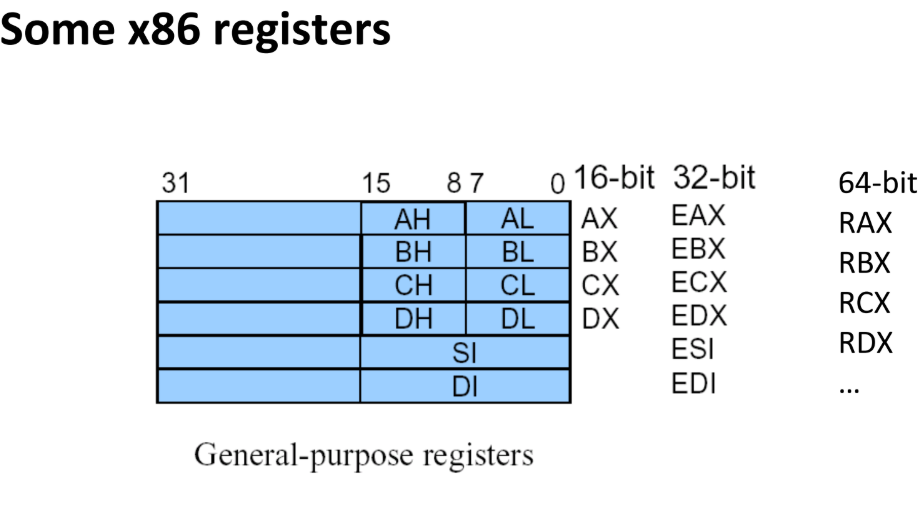 Some x86 registers
31 15 8 7 0 16-bit 32-bit 64-bit
AH AL AX EAX RAX
BH BL BX EBX RBX
CH CL CX ECX RCX
DH DL DX EDX RDX
SI ESI ...
DI EDI
General-purpose registers